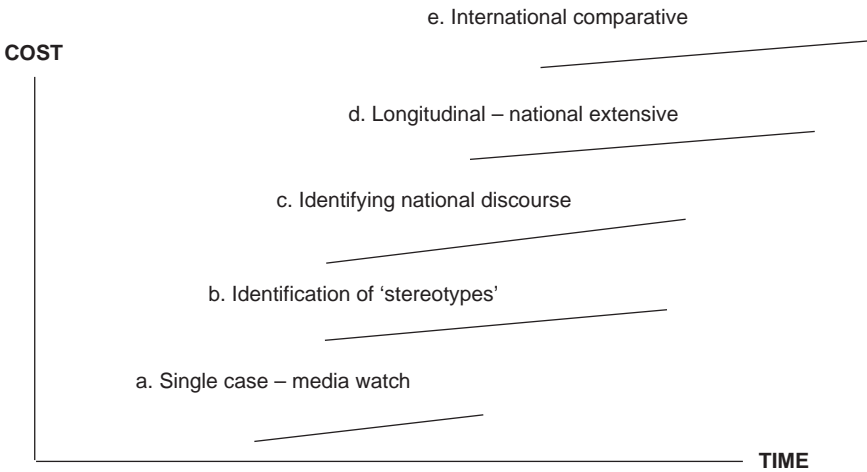 e. International comparative
COST
d. Longitudinal – national extensive
c. Identifying national discourse
b. Identification of ‘stereotypes’
a. Single case – media watch
TIME